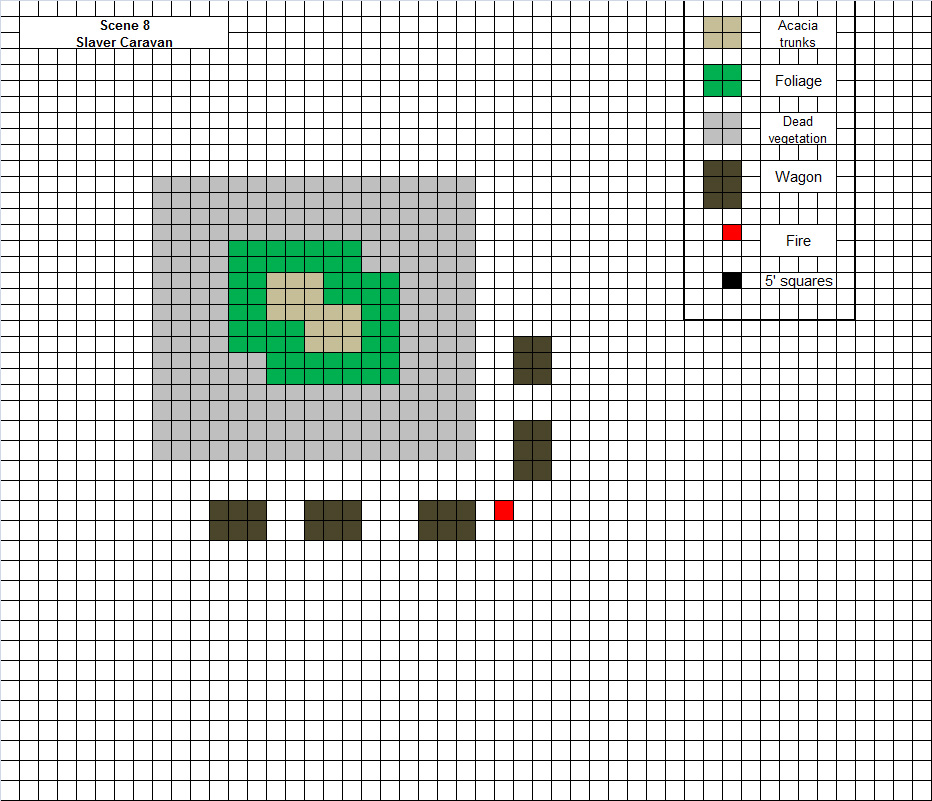 Scene 8
Slaver Caravan
Acacia
trunks
Foliage
Dead
vegetation
Wagon
Fire
5' squares